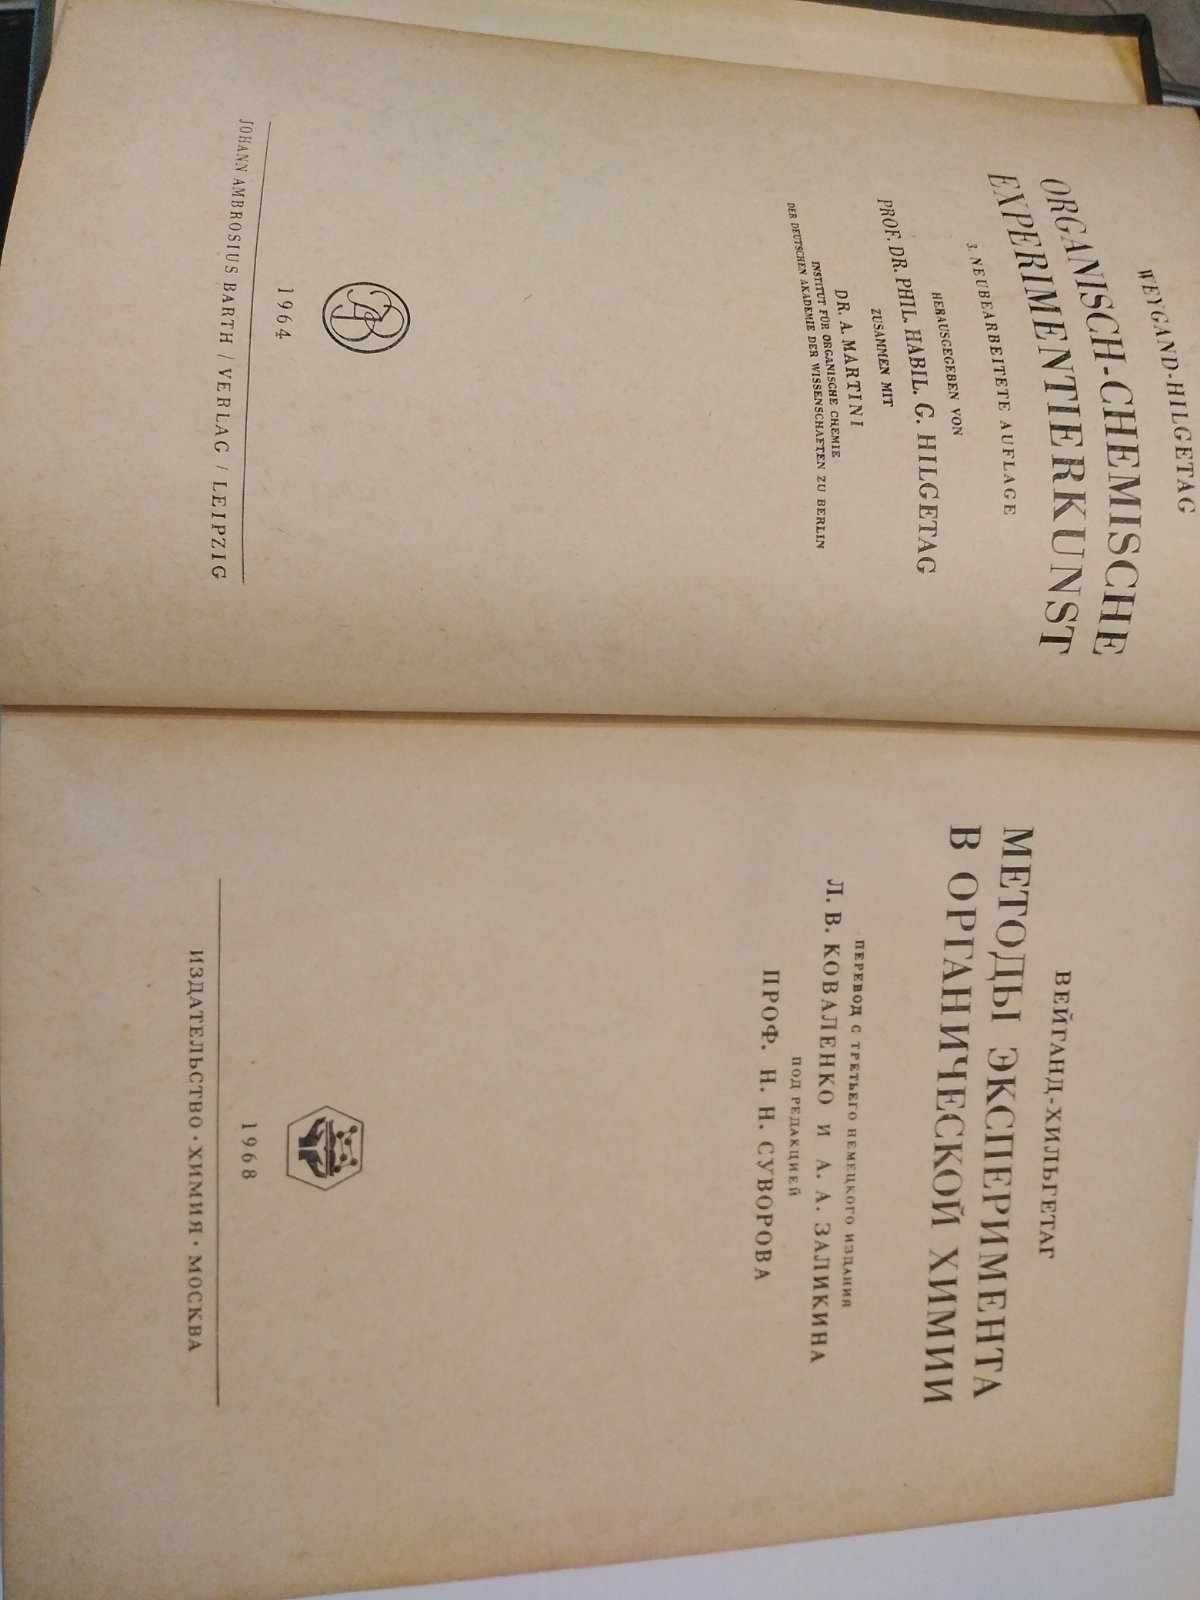 WEYGAND-HILGETAG
ORGANISCH-CHEMISCHE
EXPERIMENTIERKUNST
3. NEUBEARBEITETE AUFLAGE
HERAUSGEGEBEN VON
PROF. DR. PHIL. HABIL. G. HILGETAG
ZUSAMMEN MIT
DR. A. MARTINI
INSTITUT FÜR ORGANISCHE CHEMIE
DER DEUTSCHEN AKADEMIE DER WISSENSCHAFTEN ZU BERLIN
1964
JOHANN AMBROSIUS BARTH / VERLAG / LEIPZIG
ВЕЙГАНД-ХИЛЬГЕТАГ
МЕТОДЫ ЭКСПЕРИМЕНТА
В ОРГАНИЧЕСКОЙ ХИМИИ
ПЕРЕВОД С ТРЕТЬЕГО НЕМЕЦКОГО ИЗДАНИЯ
Л. В. КОВАЛЕНКО И А. А. ЗАЛИКИНА
ПОД РЕДАКЦИЕЙ
ПРОФ. Н. Н. СУВОРОВА
1968
ИЗДАТЕЛЬСТВО · ХИМИЯ · МОСКВА